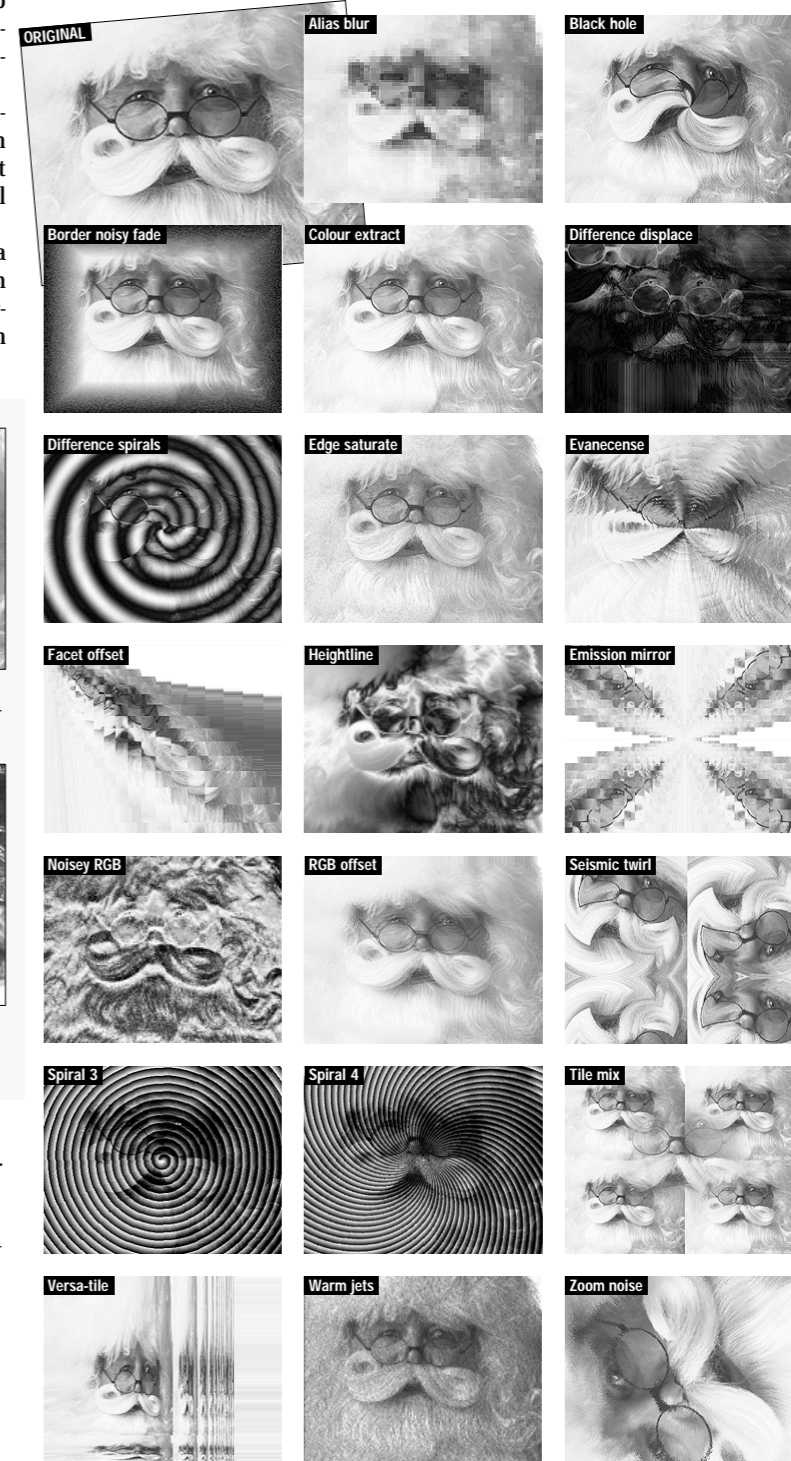 ORIGINAL
Alias blur
Black hole
Border noisy fade
Colour extract
Difference displace
Difference spirals
Edge saturate
Evanecense
Facet offset
Heightline
Emission mirror
Noisey RGB
RGB offset
Seismic twirl
Spiral 3
Spiral 4
Tile mix
Versa-tile
Warm jets
Zoom noise